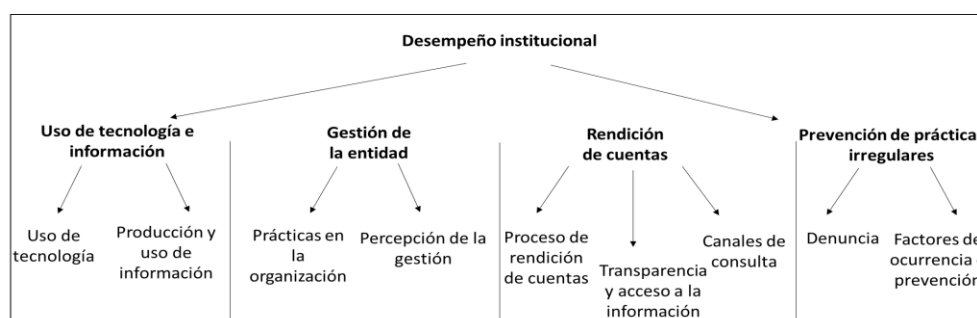 Desempeño institucional
Uso de tecnología e
información
Gestión de
la entidad
Rendición
de cuentas
Prevención de práctica
irregulares
Uso de
tecnología
Producción y
uso de
información
Prácticas en
la
organización
Percepción de la
gestión
Proceso de
rendición
de cuentas
Transparencia
y acceso a la
información
Canales de
consulta
Denuncia
Factores de
ocurrencia
prevención